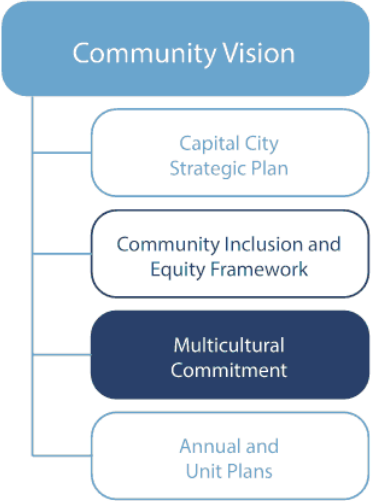 Community Vision
Capital City
Strategic Plan
Community Inclusion and
Equity Framework
Multicultural
Commitment
Annual and
Unit Plans